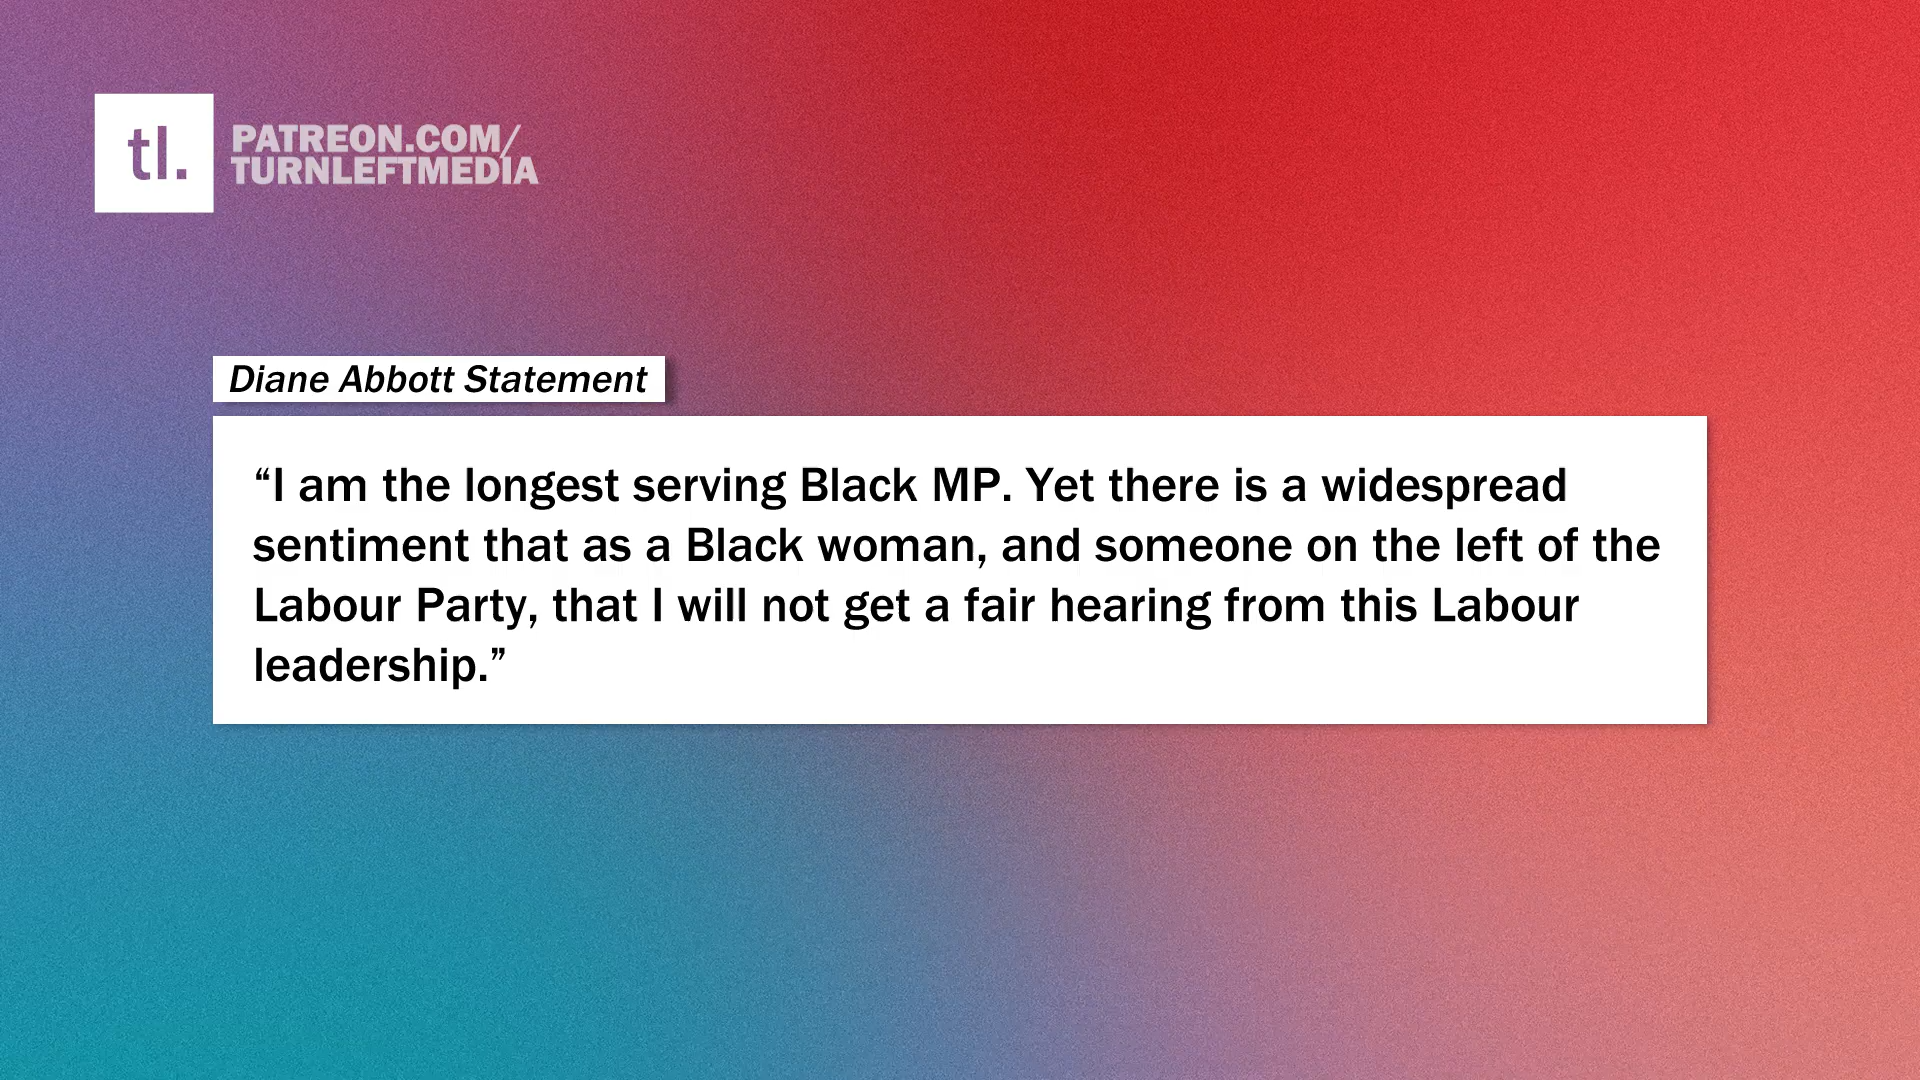 tl.
PATREON.COM/
TURNLEFTMEDIA
Diane Abbott Statement
“I am the longest serving Black MP. Yet there is a widespread
sentiment that as a Black woman, and someone on the left of the
Labour Party, that I will not get a fair hearing from this Labour
leadership.”